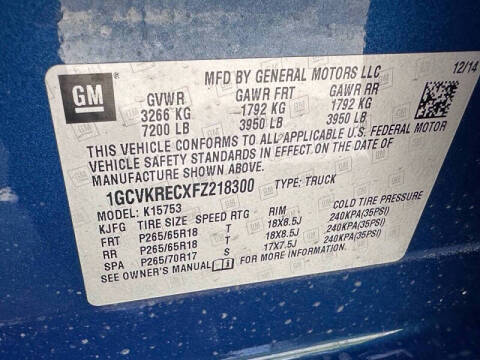 MFD BY GENERAL MOTORS LLC 12/14
GM GVWR GAWR FRT GAWR RR
3266 KG 1792 KG 1792 KG
7200 LB 3950 LB 3950 LB
THIS VEHICLE CONFORMS TO ALL APPLICABLE U.S. FEDERAL MOTOR
VEHICLE SAFETY STANDARDS IN EFFECT ON THE DATE OF
MANUFACTURE SHOWN ABOVE.
1GCVKRECXFZ218300 TYPE: TRUCK
MODEL: K15753
KJFG TIRE SIZE SPEED RTG RIM COLD TIRE PRESSURE
FRT P265/65R18 T 18X8.5J 240KPA(35PSI)
RR P265/65R18 T 18X8.5J 240KPA(35PSI)
SPA P265/70R17 S 17X7.5J 240KPA(35PSI)
SEE OWNER'S MANUAL FOR MORE INFORMATION.